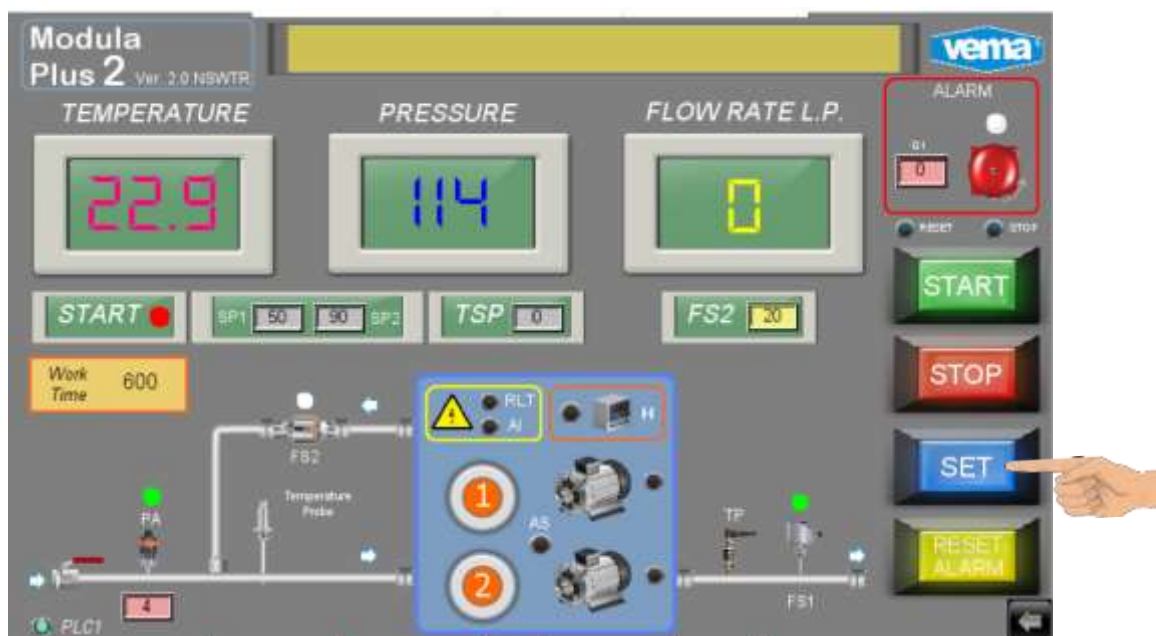 Modula
Plus 2 Ver. 2.0 NSWTR
vema
ALARM
TEMPERATURE
PRESSURE
FLOW RATE L.P.
22.9
114
0
G1
0
RESET
STOP
START
SP1 50 90 SP2
TSP 0
FS2 20
START
STOP
SET
RESET
ALARM
Work
Time
600
RLT
AI
H
FS2
1
2
AS
Temperature
Probe
PA
4
TP
FS1
PLC1